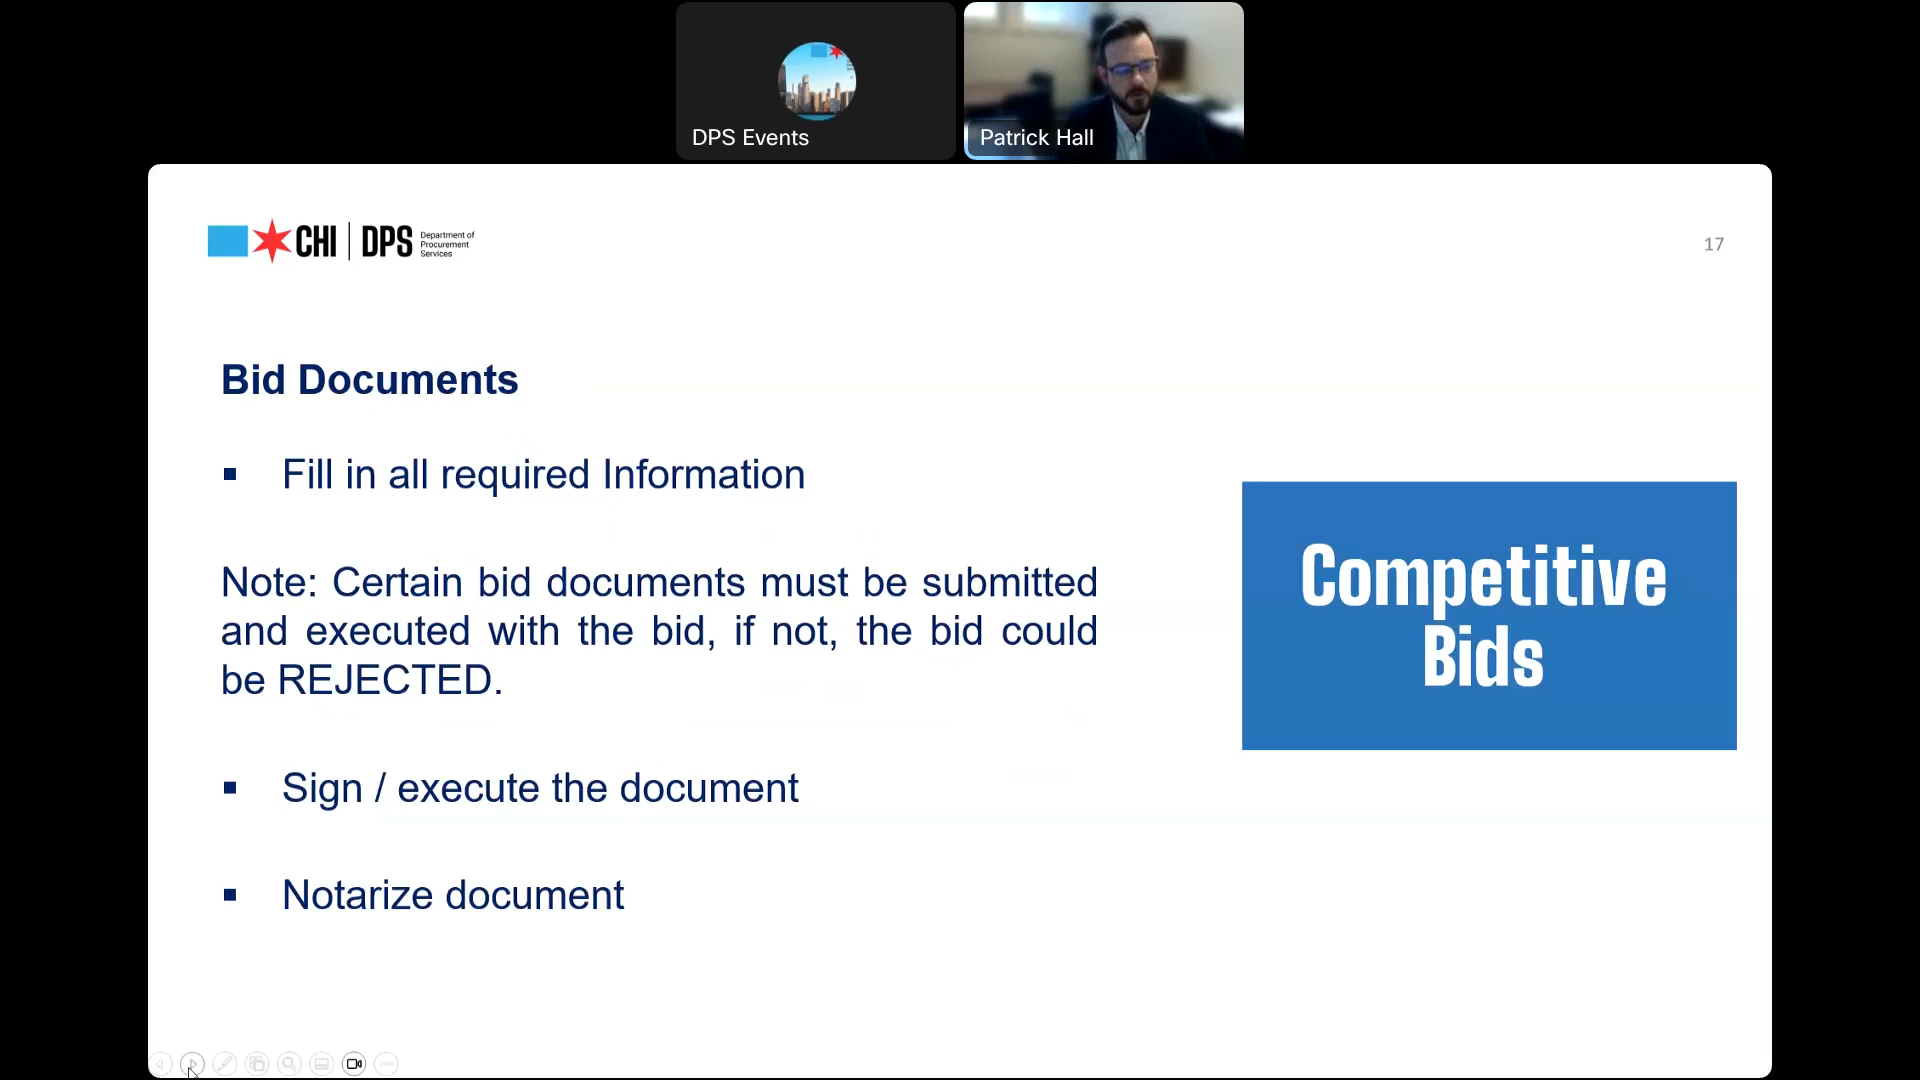 DPS Events
Patrick Hall
CHI | DPS
Department of
Procurement
Services
17
Bid Documents
▪ Fill in all required Information
Note: Certain bid documents must be submitted
and executed with the bid, if not, the bid could
be REJECTED.
▪ Sign / execute the document
▪ Notarize document
Competitive
Bids